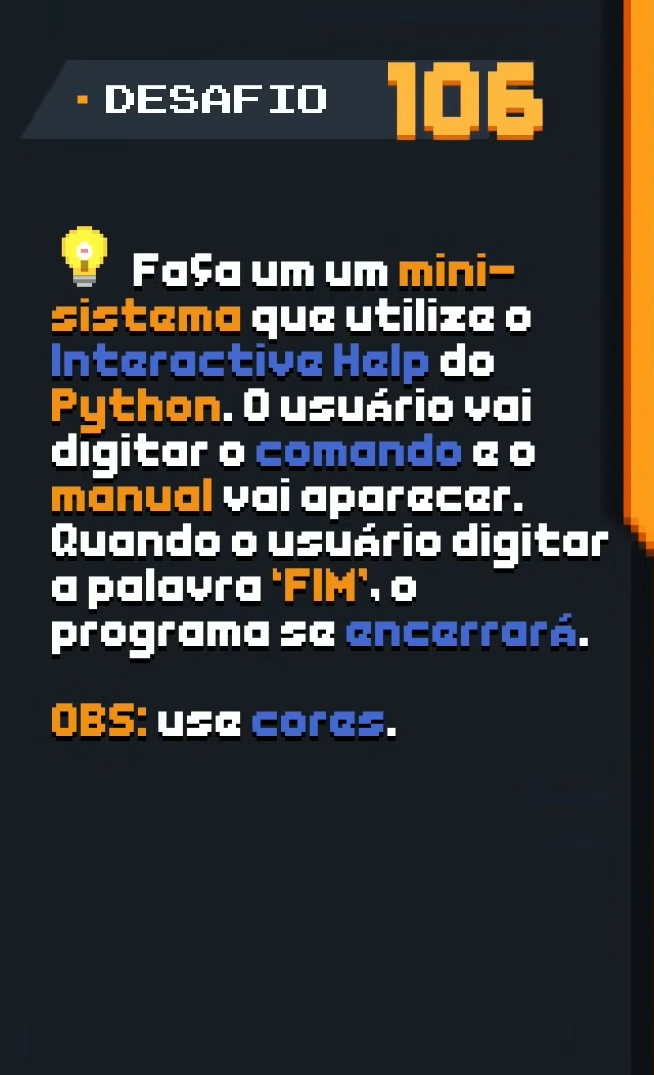 DESAFIO 106
Faça um um mini-
sistema que utilize o
Interactive Help do
Python. O usuário vai
digitar o comando e o
manual vai aparecer.
Quando o usuário digitar
a palavra ‘FIM’, o
programa se encerrará.
OBS: use cores.